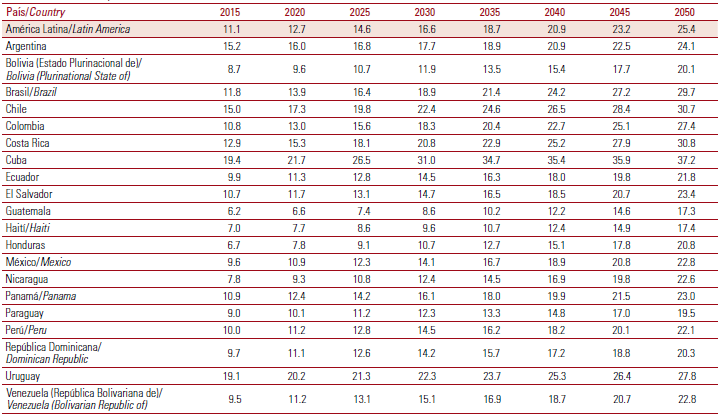 País/Country 2015 2020 2025 2030 2035 2040 2045 2050
América Latina/Latin America 11.1 12.7 14.6 16.6 18.7 20.9 23.2 25.4
Argentina 15.2 16.0 16.8 17.7 18.9 20.9 22.5 24.1
Bolivia (Estado Plurinacional de)/
Bolivia (Plurinational State of) 8.7 9.6 10.7 11.9 13.5 15.4 17.7 20.1
Brasil/Brazil 11.8 13.9 16.4 18.9 21.4 24.2 27.2 29.7
Chile 15.0 17.3 19.8 22.4 24.6 26.5 28.4 30.7
Colombia 10.8 13.0 15.6 18.3 20.4 22.7 25.1 27.4
Costa Rica 12.9 15.3 18.1 20.8 22.9 25.2 27.9 30.8
Cuba 19.4 21.7 26.5 31.0 34.7 35.4 35.9 37.2
Ecuador 9.9 11.3 12.8 14.5 16.3 18.0 19.8 21.8
El Salvador 10.7 11.7 13.1 14.7 16.5 18.5 20.7 23.4
Guatemala 6.2 6.6 7.4 8.6 10.2 12.2 14.6 17.3
Haití/Haiti 7.0 7.7 8.6 9.6 10.7 12.4 14.9 17.4
Honduras 6.7 7.8 9.1 10.7 12.7 15.1 17.8 20.8
México/Mexico 9.6 10.9 12.3 14.1 16.7 18.9 20.8 22.8
Nicaragua 7.8 9.3 10.8 12.4 14.5 16.9 19.8 22.6
Panamá/Panama 10.9 12.4 14.2 16.1 18.0 19.9 21.5 23.0
Paraguay 9.0 10.1 11.2 12.3 13.3 14.8 17.0 19.5
Perú/Peru 10.0 11.2 12.8 14.5 16.2 18.2 20.1 22.1
República Dominicana/
Dominican Republic 9.7 11.1 12.6 14.2 15.7 17.2 18.8 20.3
Uruguay 19.1 20.2 21.3 22.3 23.7 25.3 26.4 27.8
Venezuela (República Bolivariana de)/
Venezuela (Bolivarian Republic of) 9.5 11.2 13.1 15.1 16.9 18.7 20.7 22.8